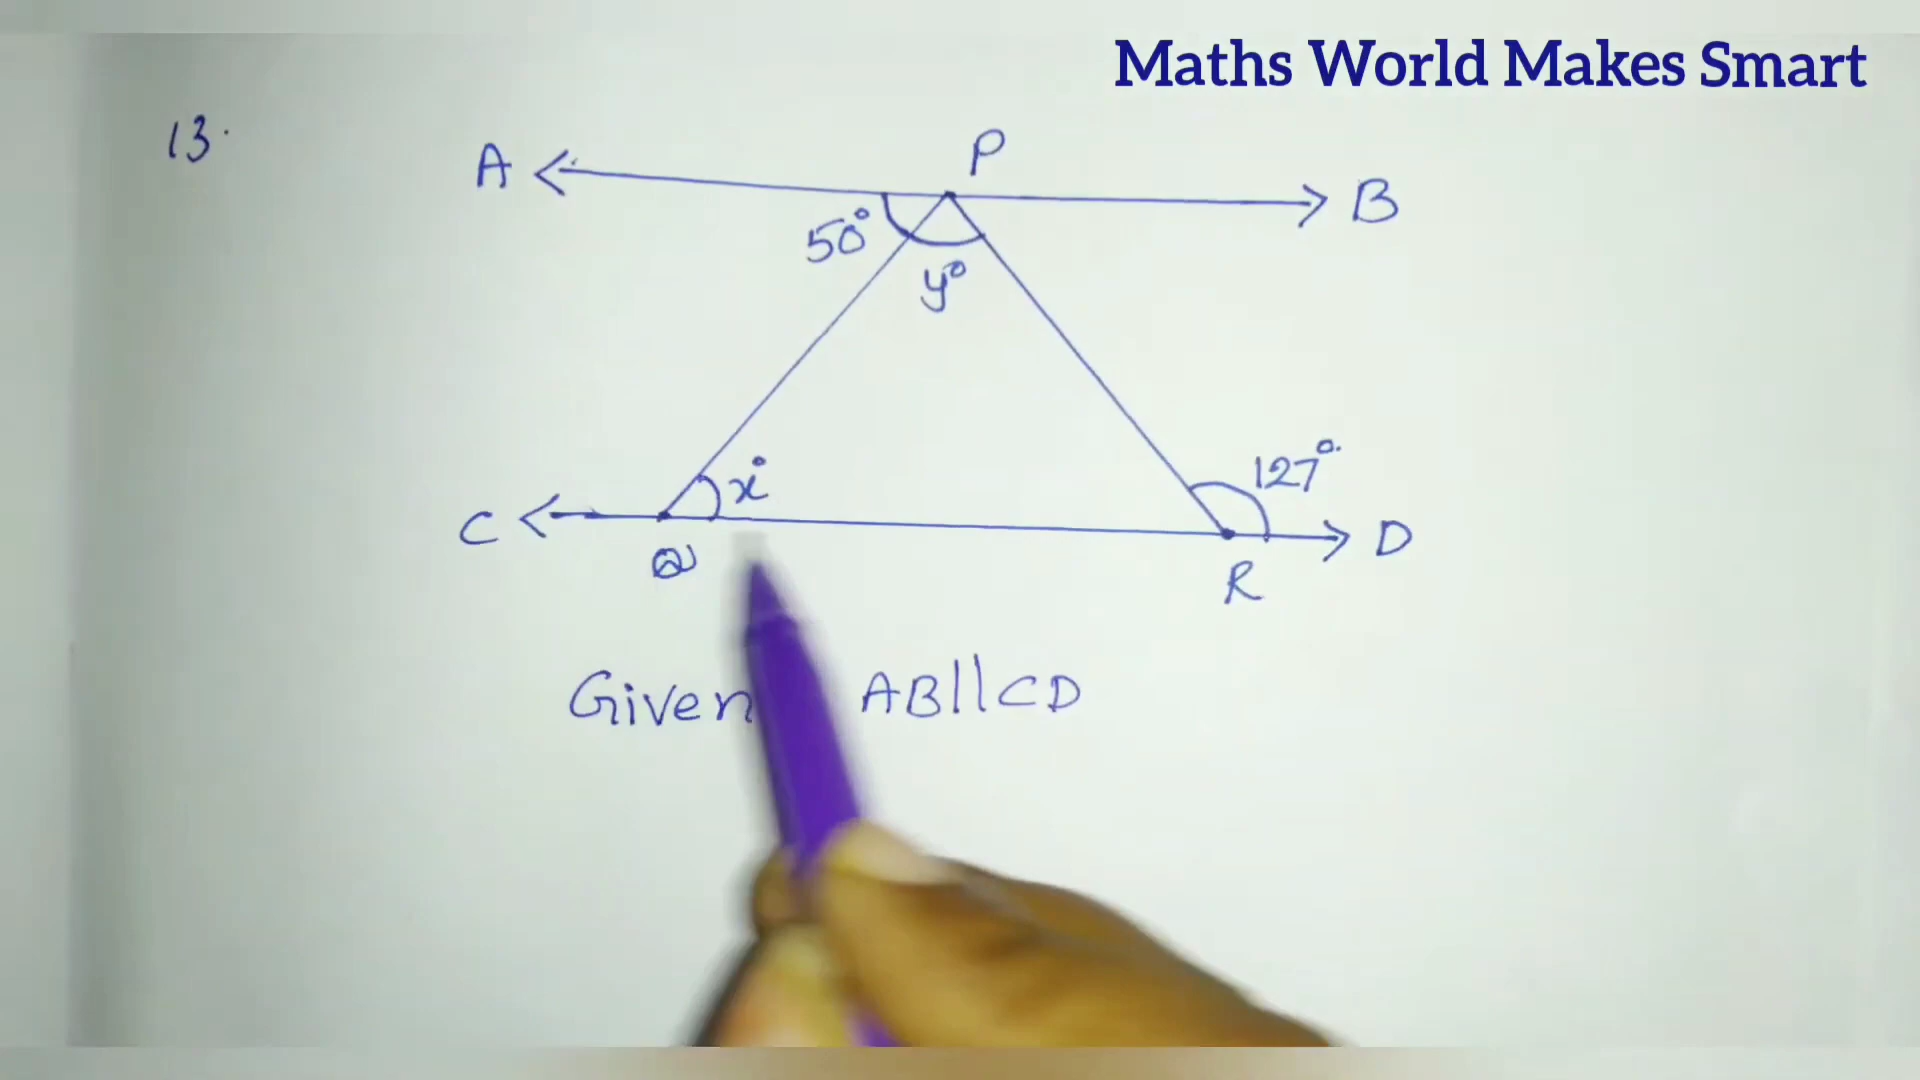 Maths World Makes Smart
13.
A P B
50° y°
x° 127°
C Q R D
Given AB||CD